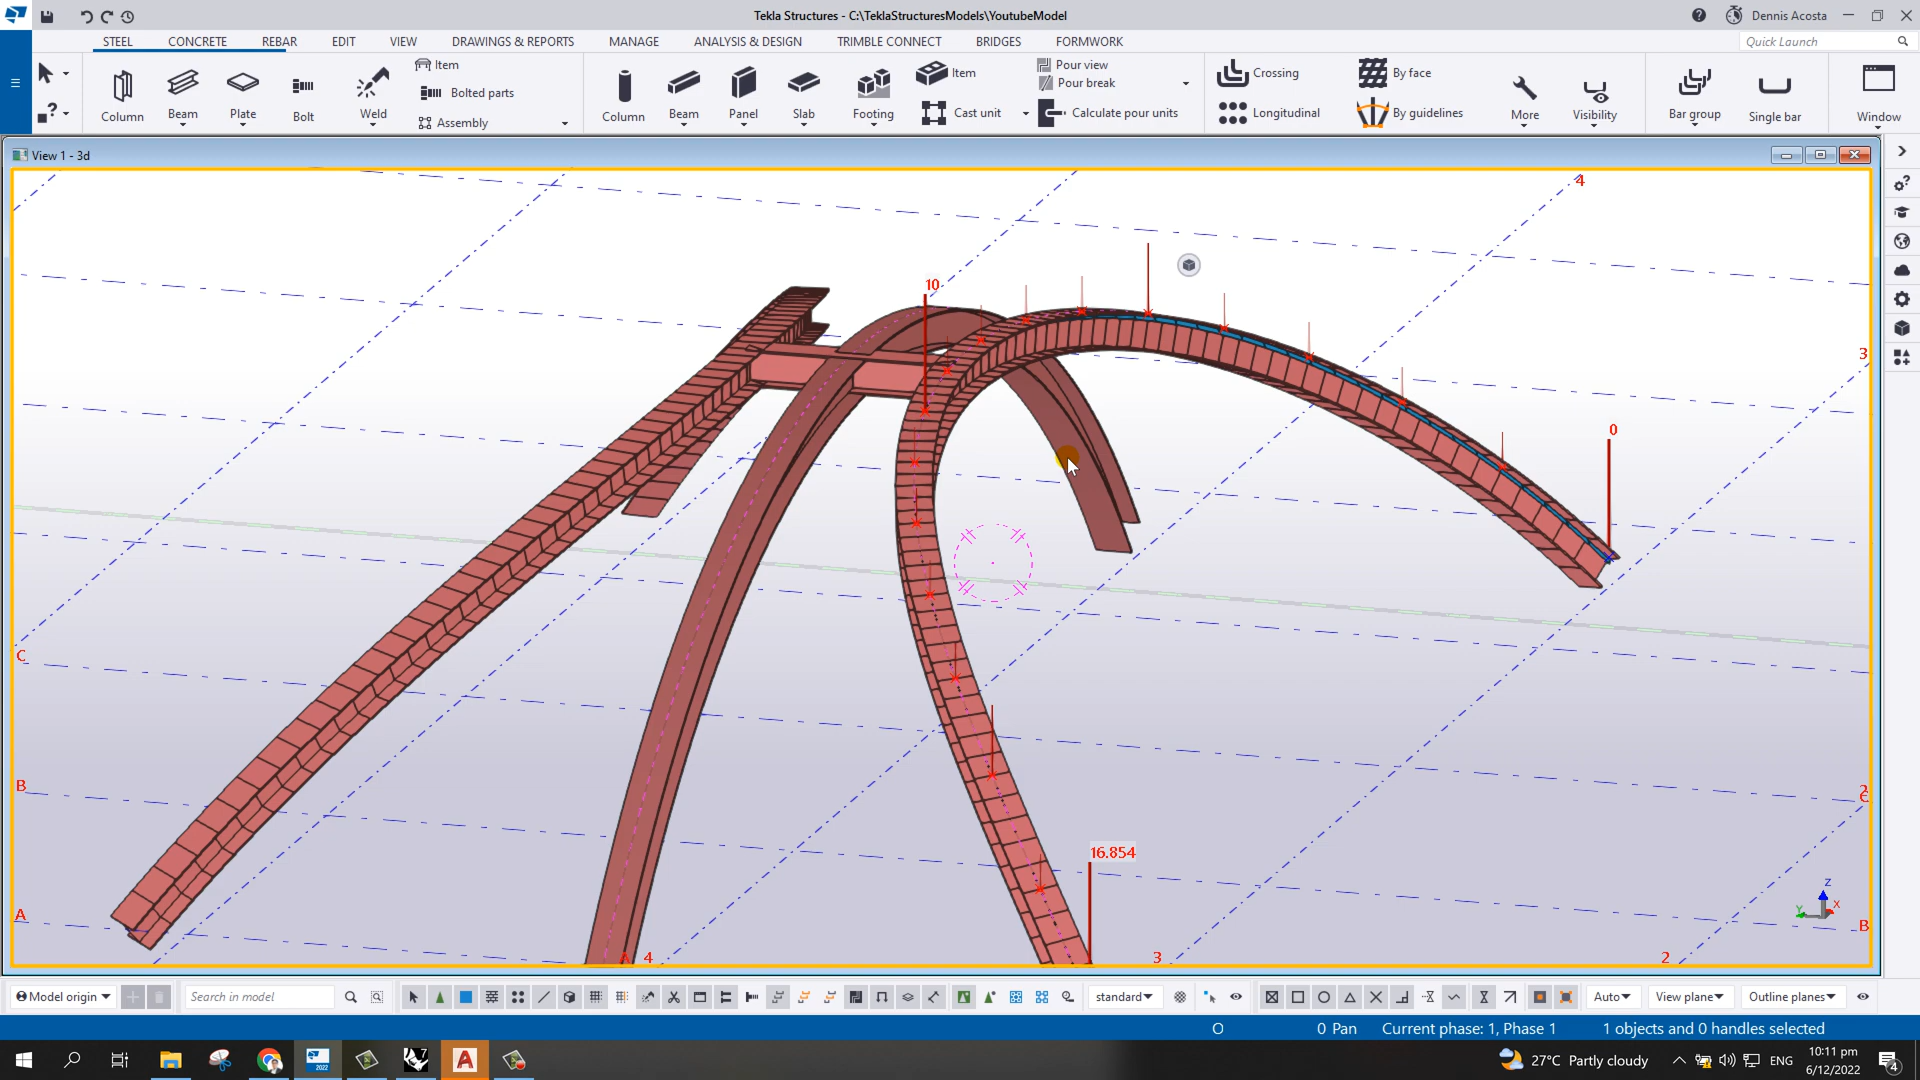 Tekla Structures - C:\TeklaStructuresModels\YoutubeModel
Dennis Acosta
STEEL CONCRETE REBAR EDIT VIEW DRAWINGS & REPORTS MANAGE ANALYSIS & DESIGN TRIMBLE CONNECT BRIDGES FORMWORK
Quick Launch
Column
Beam
Plate
Bolt
Weld
Item
Bolted parts
Assembly
Column
Beam
Panel
Slab
Footing
Item
Cast unit
Pour view
Pour break
Calculate pour units
Crossing
Longitudinal
By face
By guidelines
More
Visibility
Bar group
Single bar
Window
View 1 - 3d
4
10
3
0
C
B
16.854
Z
Y X
A
B
4
3
2
Model origin
Search in model
standard
Auto
View plane
Outline planes
O
0 Pan
Current phase: 1, Phase 1
1 objects and 0 handles selected
2022
27°C Partly cloudy
ENG
10:11 pm
6/12/2022
4